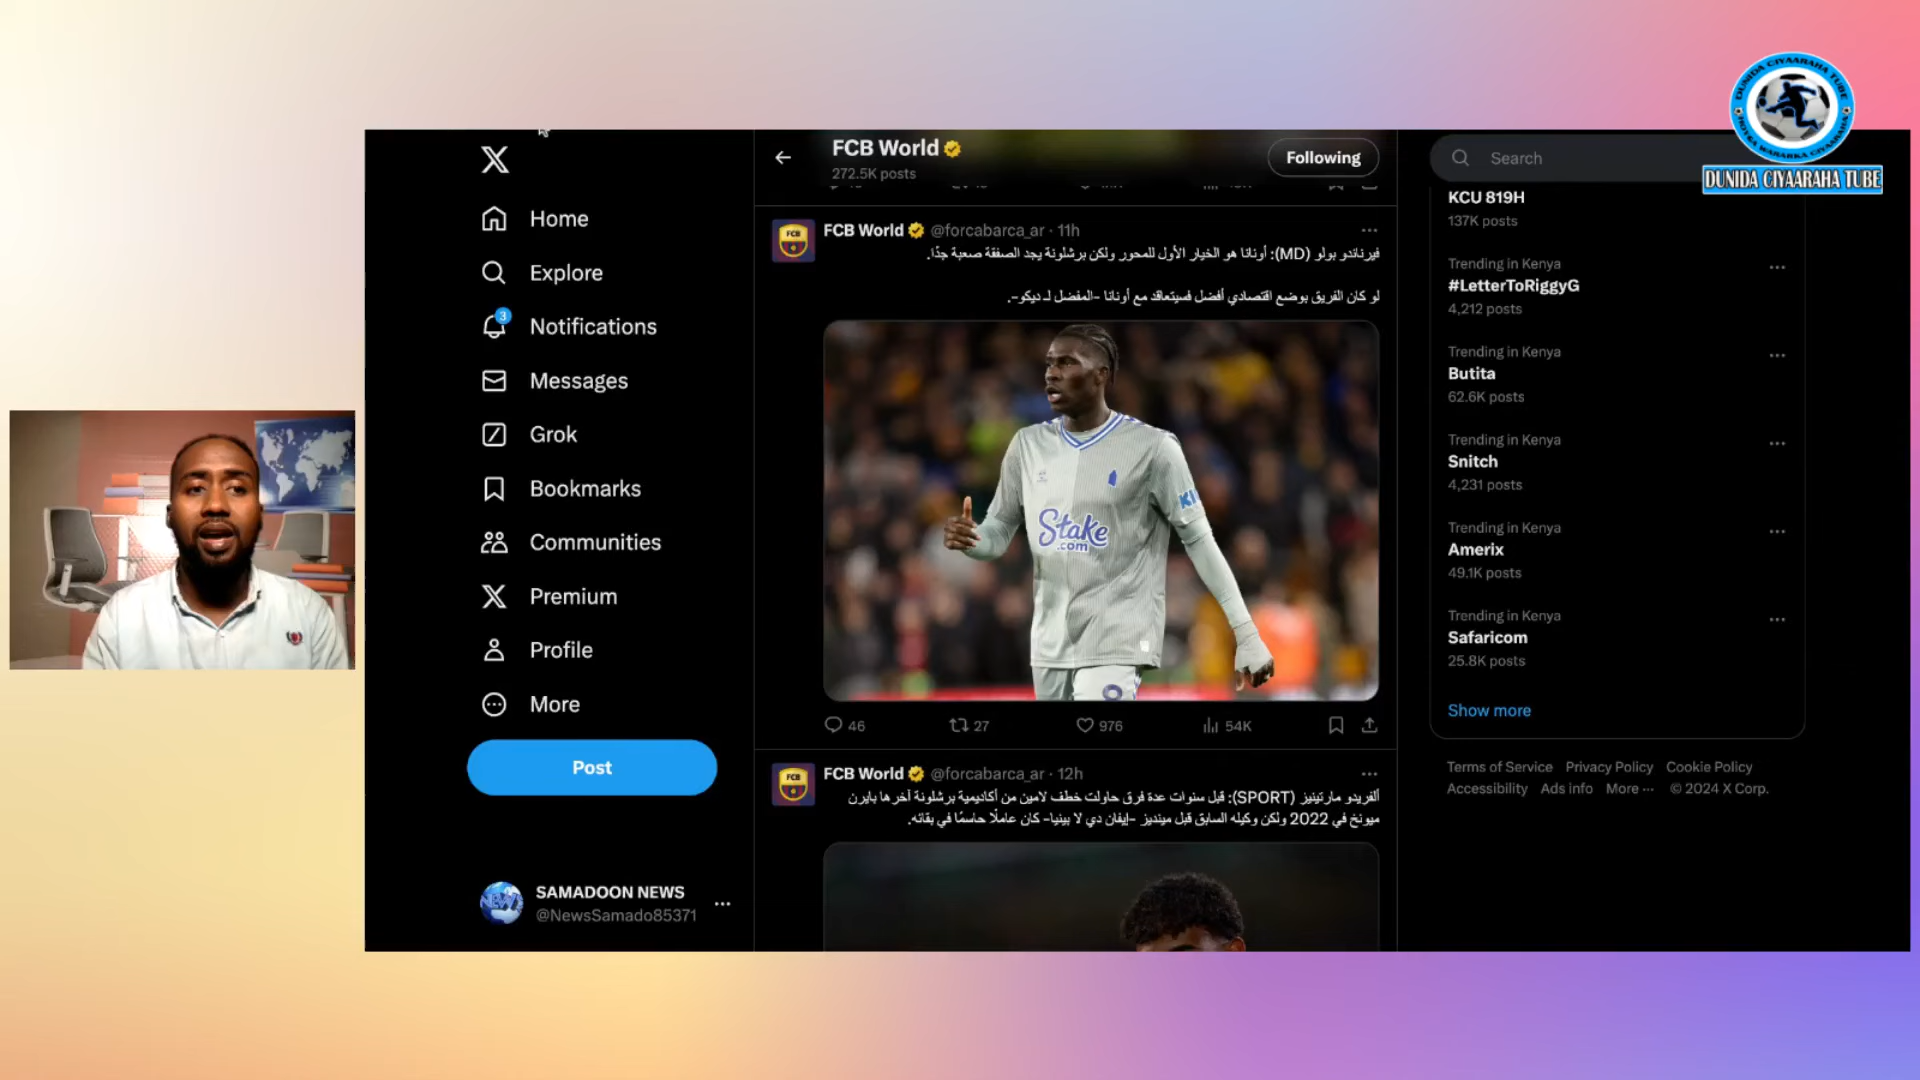 DUNIDA CIYAARAHA TUBE
DUNIDA CIYAARAHA TUBE
Home
Explore
3
Notifications
Messages
Grok
Bookmarks
Communities
Premium
Profile
More
Post
SAMADOON NEWS
@NewsSamado85371
FCB World
272.5K posts
Following
FCB
FCB World @forcabarca_ar · 11h
فيرناندو بولو (MD): أونانا هو الخيار الأول للمحور ولكن برشلونة يجد الصفقة صعبة جدًا.
لو كان الفريق بوضع اقتصادي أفضل فسيتعاقد مع أونانا -المفضل لـ ديكو-.
Stake
.com
46 27 976 54K
FCB
FCB World @forcabarca_ar · 12h
ألفريدو مارتينيز (SPORT): قبل سنوات عدة فرق حاولت خطف لامين من أكاديمية برشلونة آخرها بايرن
ميونخ في 2022 ولكن وكيله السابق قبل مينديز -إيفان دي لا بينيا- كان عاملًا حاسمًا في بقائه.
Search
KCU 819H
137K posts
Trending in Kenya
#LetterToRiggyG
4,212 posts
Trending in Kenya
Butita
62.6K posts
Trending in Kenya
Snitch
4,231 posts
Trending in Kenya
Amerix
49.1K posts
Trending in Kenya
Safaricom
25.8K posts
Show more
Terms of Service Privacy Policy Cookie Policy
Accessibility Ads info More ··· © 2024 X Corp.